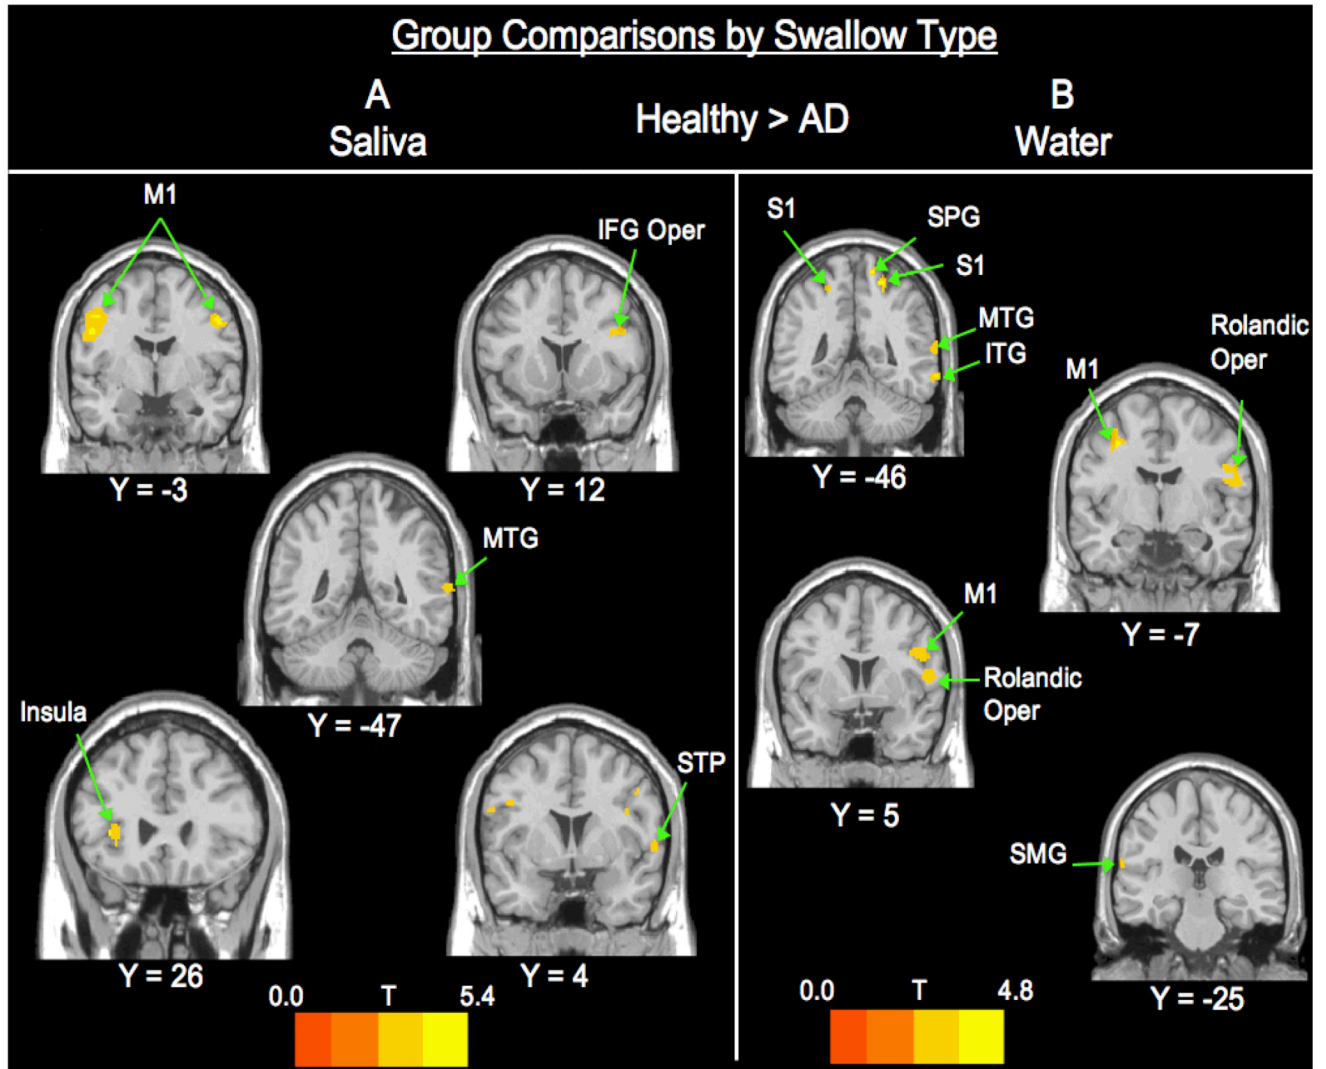 Group Comparisons by Swallow Type
A
Saliva
Healthy > AD
B
Water
M1
IFG Oper
Y = -3
Y = 12
MTG
Y = -47
Insula
STP
Y = 26
Y = 4
0.0 T 5.4
S1
SPG
S1
MTG
ITG
Y = -46
Rolandic
Oper
M1
Y = -7
M1
Rolandic
Oper
Y = 5
SMG
Y = -25
0.0 T 4.8